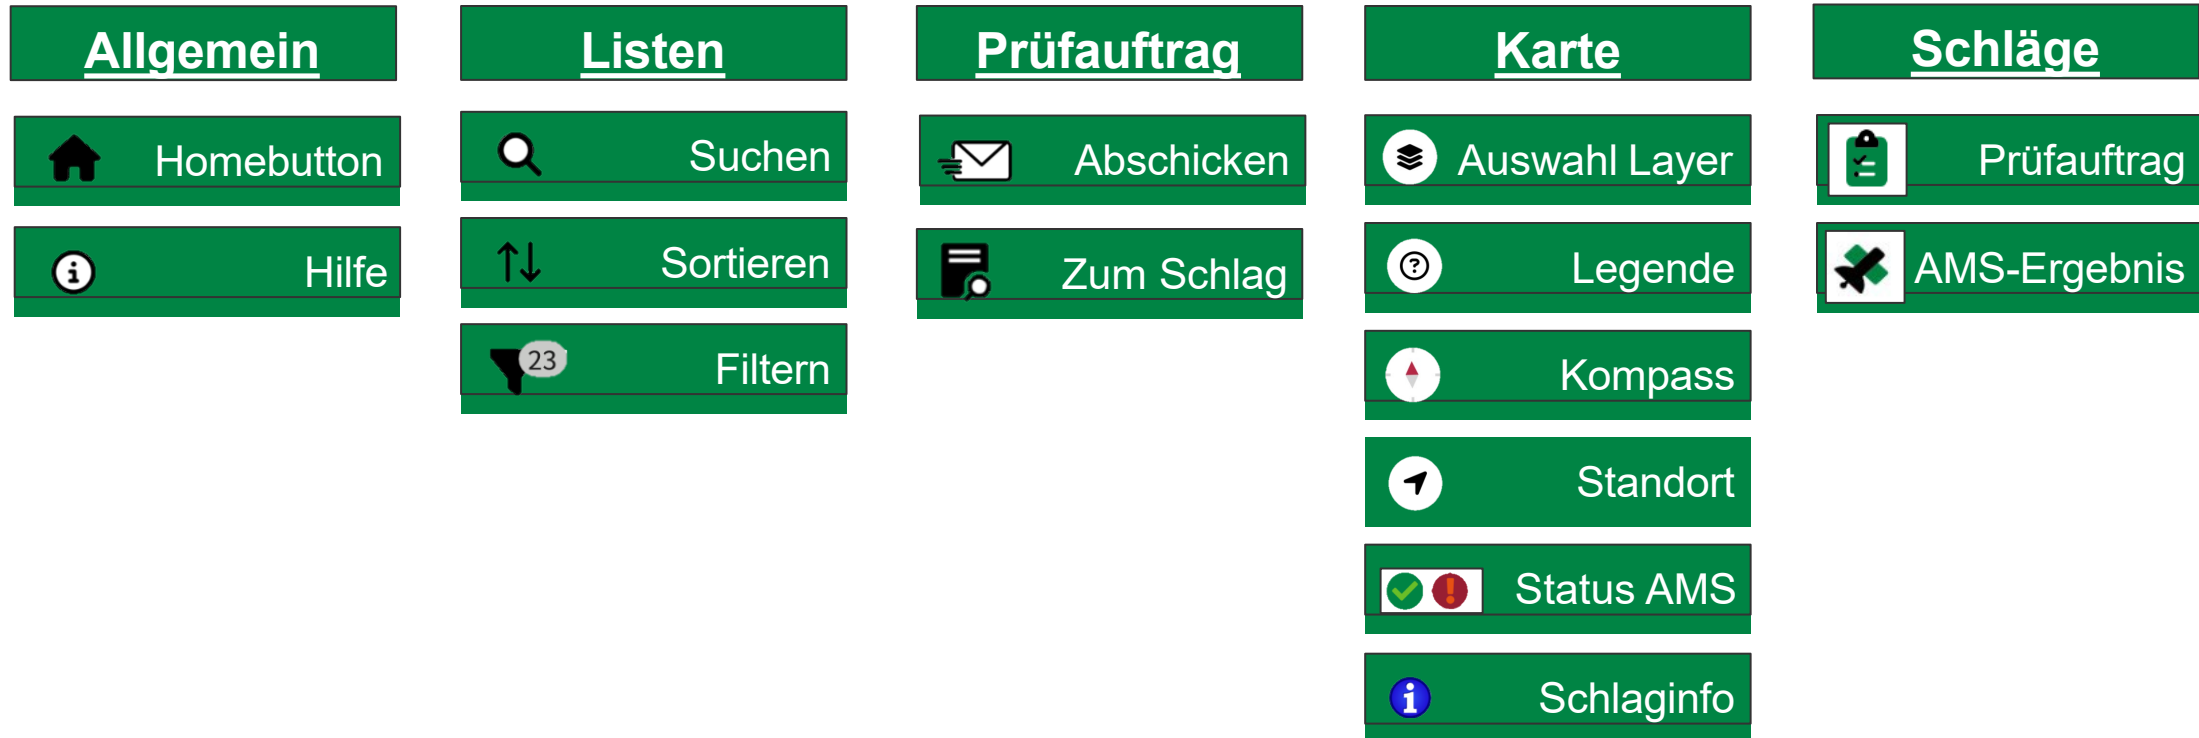 Allgemein
Homebutton
Hilfe
Listen
Suchen
Sortieren
23
Filtern
Prüfauftrag
Abschicken
Zum Schlag
Karte
Auswahl Layer
?
Legende
Kompass
Standort
!
Status AMS
i
Schlaginfo
Schläge
Prüfauftrag
AMS-Ergebnis